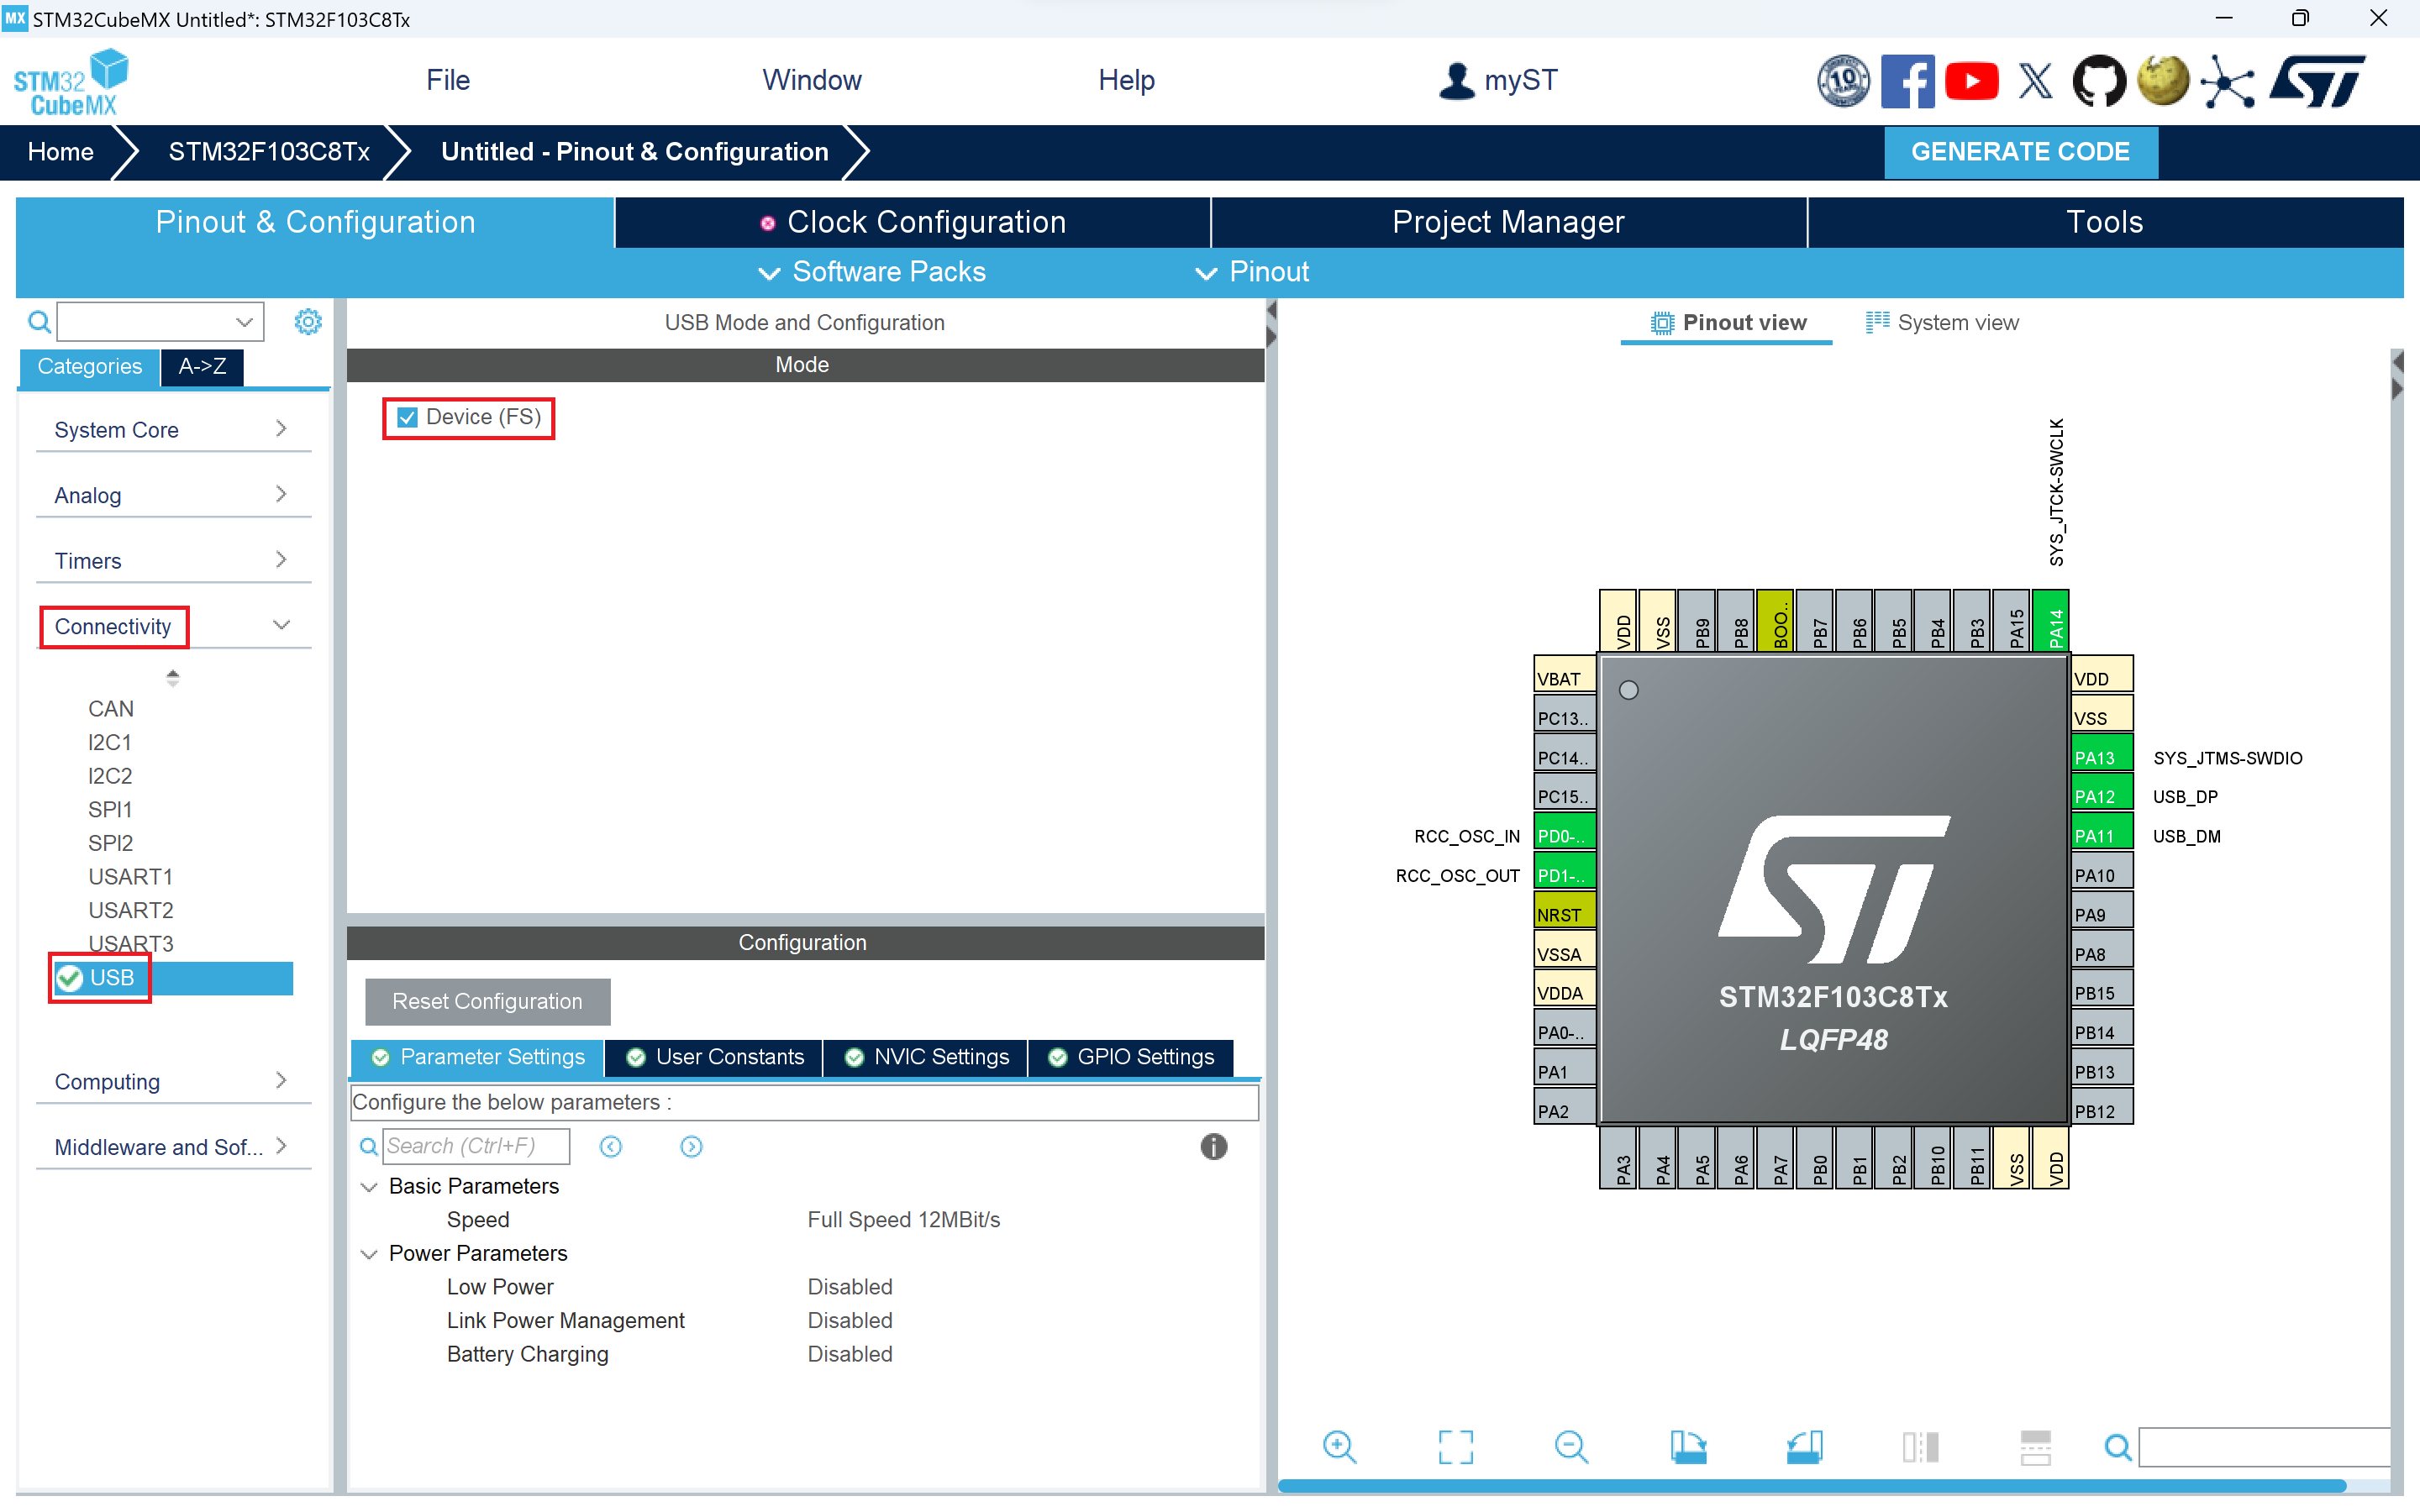 MX STM32CubeMX Untitled*: STM32F103C8Tx
STM32 CubeMX
File
Window
Help
myST
10 YEARS
Home
STM32F103C8Tx
Untitled - Pinout & Configuration
GENERATE CODE
Pinout & Configuration
Clock Configuration
Project Manager
Tools
Software Packs
Pinout
Categories
A->Z
System Core
Analog
Timers
Connectivity
CAN
I2C1
I2C2
SPI1
SPI2
USART1
USART2
USART3
USB
Computing
Middleware and Sof...
USB Mode and Configuration
Mode
Device (FS)
Configuration
Reset Configuration
Parameter Settings
User Constants
NVIC Settings
GPIO Settings
Configure the below parameters :
Search (Ctrl+F)
Basic Parameters
Speed Full Speed 12MBit/s
Power Parameters
Low Power Disabled
Link Power Management Disabled
Battery Charging Disabled
Pinout view
System view
SYS_JTCK-SWCLK
VDD
VSS
PB9
PB8
BOO..
PB7
PB6
PB5
PB4
PB3
PA15
PA14
VBAT
PC13..
PC14..
PC15..
RCC_OSC_IN PD0-..
RCC_OSC_OUT PD1-..
NRST
VSSA
VDDA
PA0-..
PA1
PA2
VDD
VSS
PA13 SYS_JTMS-SWDIO
PA12 USB_DP
PA11 USB_DM
PA10
PA9
PA8
PB15
PB14
PB13
PB12
ST
STM32F103C8Tx
LQFP48
PA3
PA4
PA5
PA6
PA7
PB0
PB1
PB2
PB10
PB11
VSS
VDD